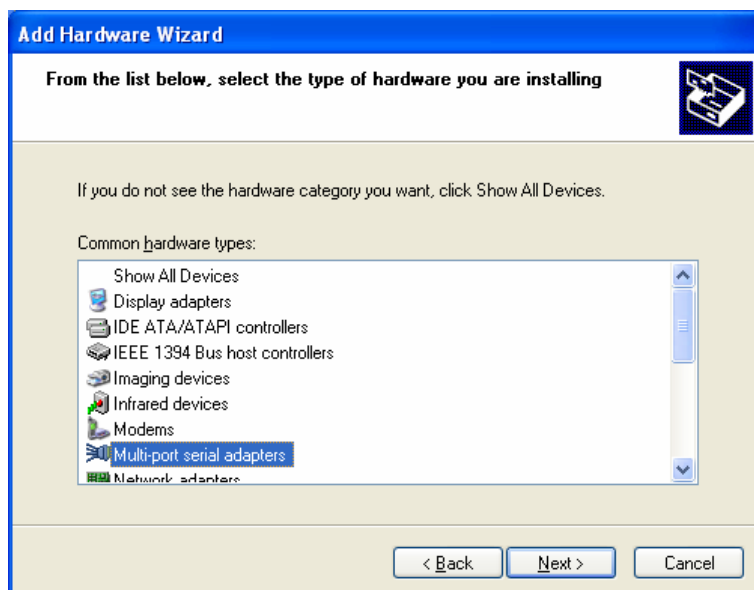 Add Hardware Wizard
From the list below, select the type of hardware you are installing
If you do not see the hardware category you want, click Show All Devices.
Common hardware types:
Show All Devices
Display adapters
IDE ATA/ATAPI controllers
IEEE 1394 Bus host controllers
Imaging devices
Infrared devices
Modems
Multi-port serial adapters
Network adapters
< Back
Next >
Cancel